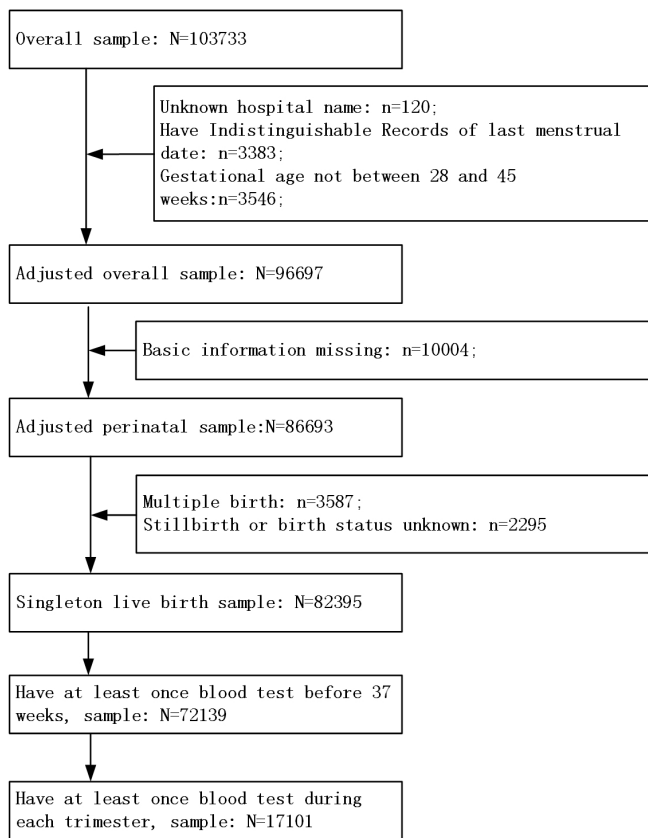 Overall sample: N=103733
Unknown hospital name: n=120;
Have Indistinguishable Records of last menstrual
date: n=3383;
Gestational age not between 28 and 45
weeks:n=3546;
Adjusted overall sample: N=96697
Basic information missing: n=10004;
Adjusted perinatal sample:N=86693
Multiple birth: n=3587;
Stillbirth or birth status unknown: n=2295
Singleton live birth sample: N=82395
Have at least once blood test before 37
weeks, sample: N=72139
Have at least once blood test during
each trimester, sample: N=17101